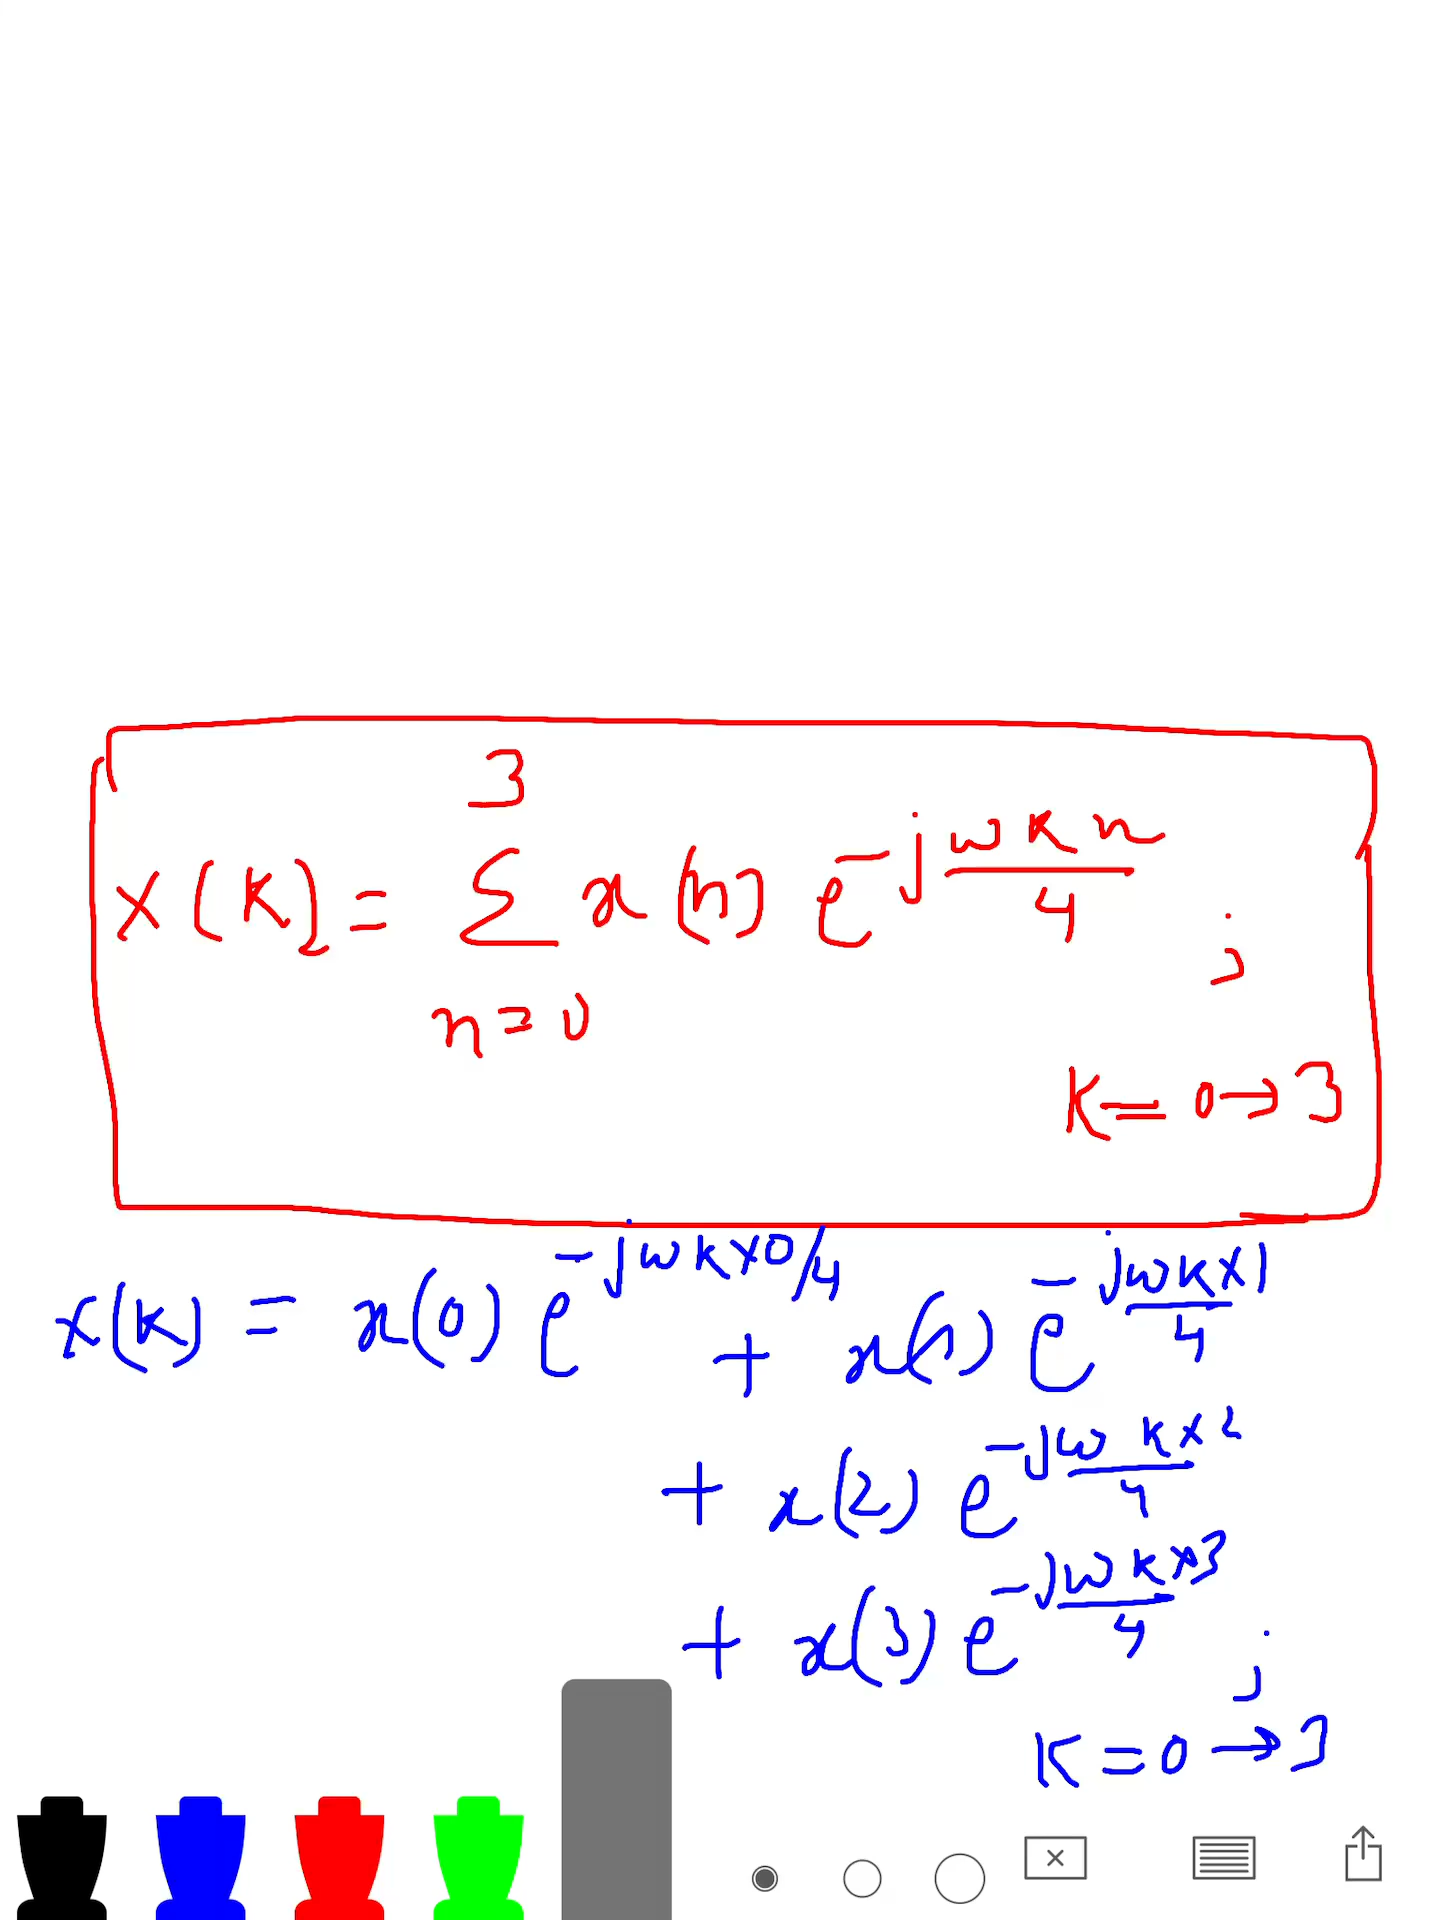 X(K) = 3 Σ n=0 x(n) e^{-jωkn/4} ;
K = 0 → 3
X(K) = x(0) e^{-jωk×0/4} + x(1) e^{-jωk×1/4}
+ x(2) e^{-jωk×2/4}
+ x(3) e^{-jωk×3/4} ;
K = 0 → 3